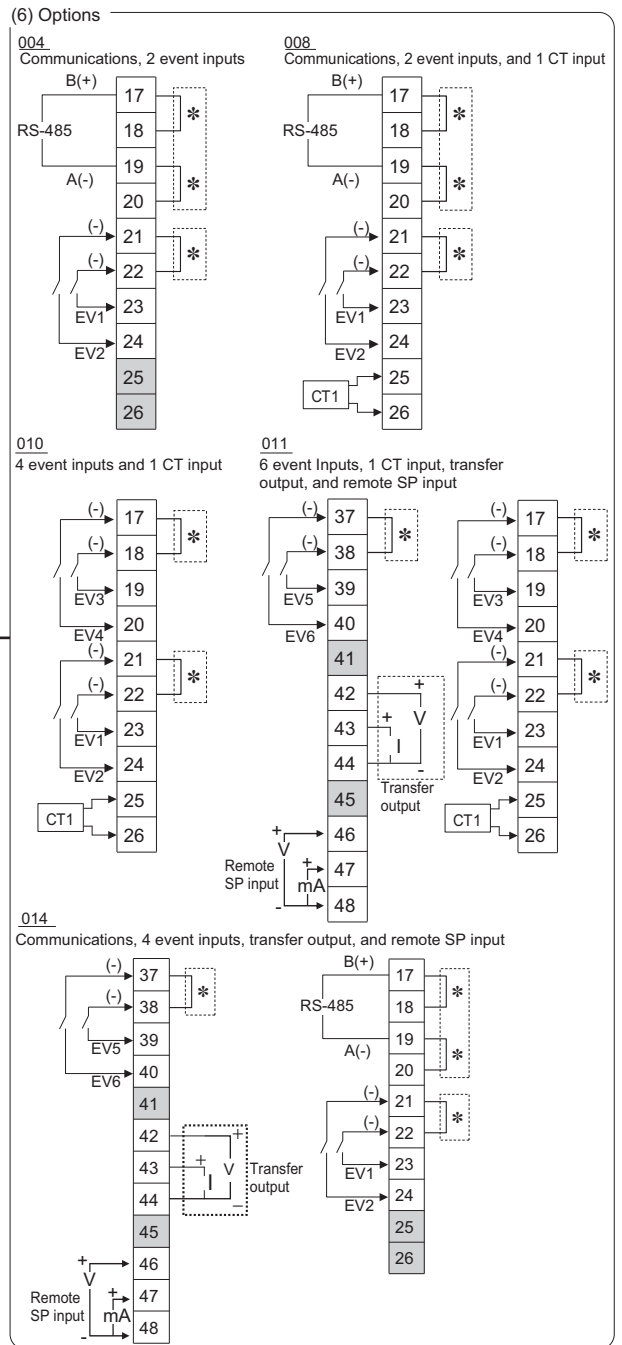 (6) Options
004
Communications, 2 event inputs
B(+)
RS-485
A(-)
17
18
19
20
21
22
23
24
25
26
*
*
*
(-)
(-)
EV1
EV2
008
Communications, 2 event inputs, and 1 CT input
B(+)
RS-485
A(-)
17
18
19
20
21
22
23
24
25
26
*
*
*
(-)
(-)
EV1
EV2
CT1
010
4 event inputs and 1 CT input
(-)
(-)
EV3
EV4
(-)
(-)
EV1
EV2
CT1
17
18
19
20
21
22
23
24
25
26
*
*
011
6 event Inputs, 1 CT input, transfer
output, and remote SP input
(-)
(-)
EV5
EV6
37
38
39
40
41
42
43
44
45
46
47
48
*
+
+
V
I
-
Transfer
output
+
V
+
mA
-
Remote
SP input
(-)
(-)
EV3
EV4
(-)
(-)
EV1
EV2
CT1
17
18
19
20
21
22
23
24
25
26
*
*
014
Communications, 4 event inputs, transfer output, and remote SP input
(-)
(-)
EV5
EV6
37
38
39
40
41
42
43
44
45
46
47
48
*
+
+
V
I
–
Transfer
output
+
V
+
mA
-
Remote
SP input
B(+)
RS-485
A(-)
17
18
19
20
21
22
23
24
25
26
*
*
*
(-)
(-)
EV1
EV2